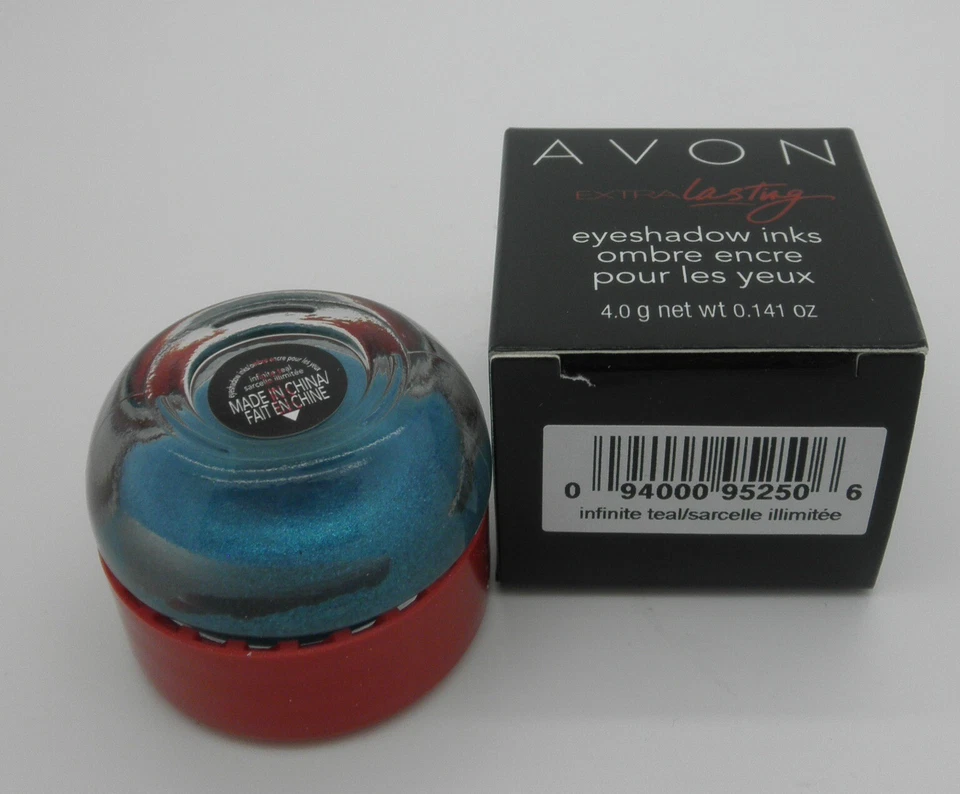 AVON
EXTRA lasting
eyeshadow inks
ombre encre
pour les yeux
4.0 g net wt 0.141 oz
0 94000 95250 6
infinite teal/sarcelle illimitée
infinite teal
sarcelle illimitée
MADE IN CHINA/
FAIT EN CHINE